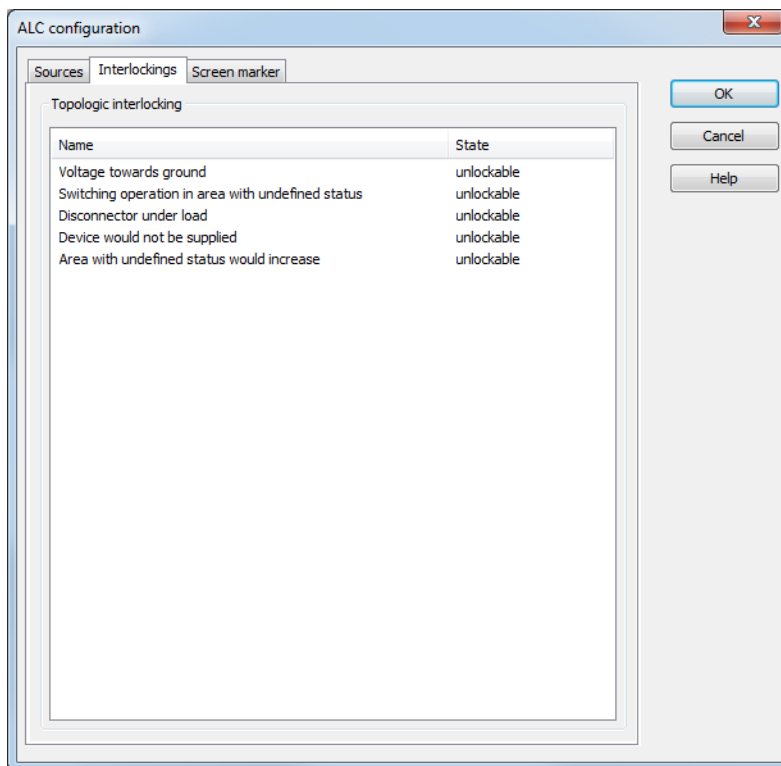 ALC configuration
Sources Interlockings Screen marker
OK
Topologic interlocking
Cancel
Name State
Help
Voltage towards ground unlockable
Switching operation in area with undefined status unlockable
Disconnector under load unlockable
Device would not be supplied unlockable
Area with undefined status would increase unlockable